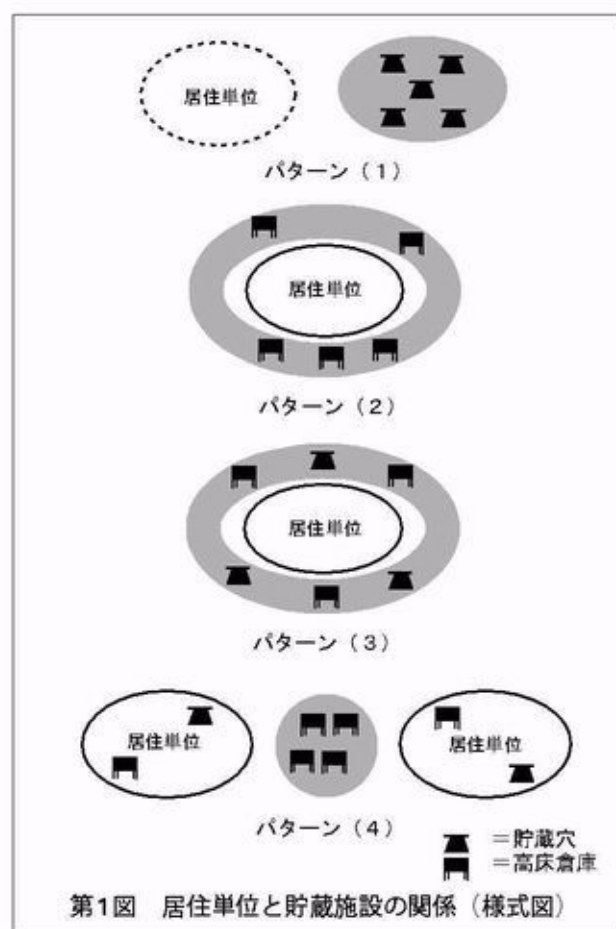 居住単位
パターン（1）
居住単位
パターン（2）
居住単位
パターン（3）
居住単位
居住単位
パターン（4）
＝貯蔵穴
＝高床倉庫
第1図　居住単位と貯蔵施設の関係（様式図）